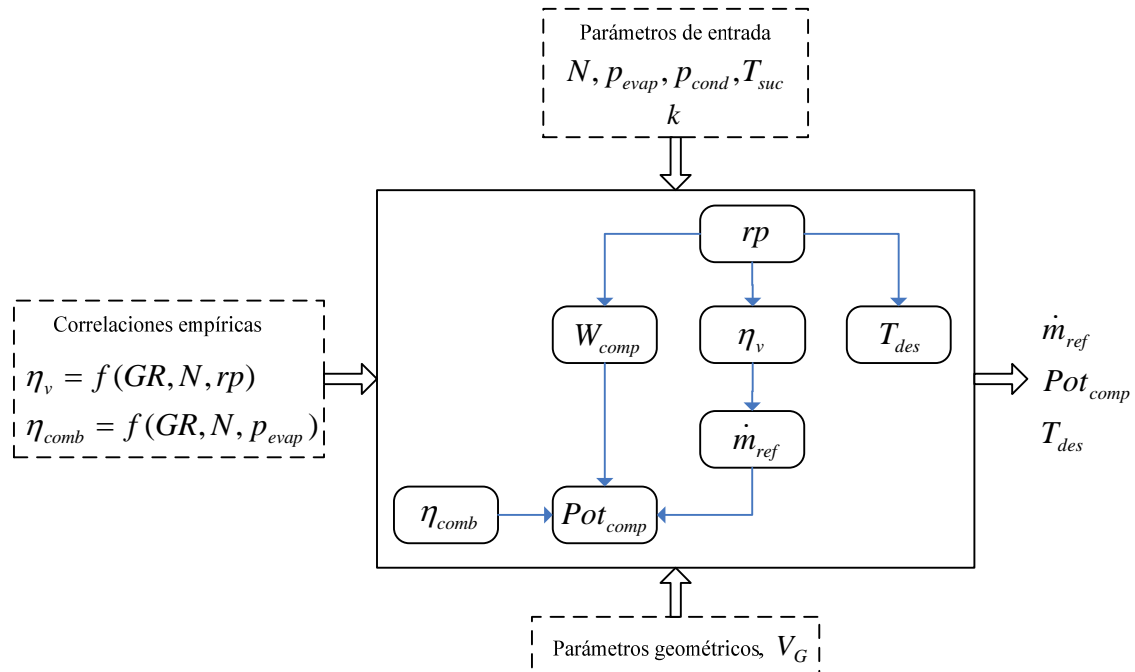 Parámetros de entrada
N, p_evap, p_cond, T_suc
k
rp
W_comp
η_v
T_des
ṁ_ref
η_comb
Pot_comp
Correlaciones empíricas
η_v = f(GR, N, rp)
η_comb = f(GR, N, p_evap)
ṁ_ref
Pot_comp
T_des
Parámetros geométricos, V_G